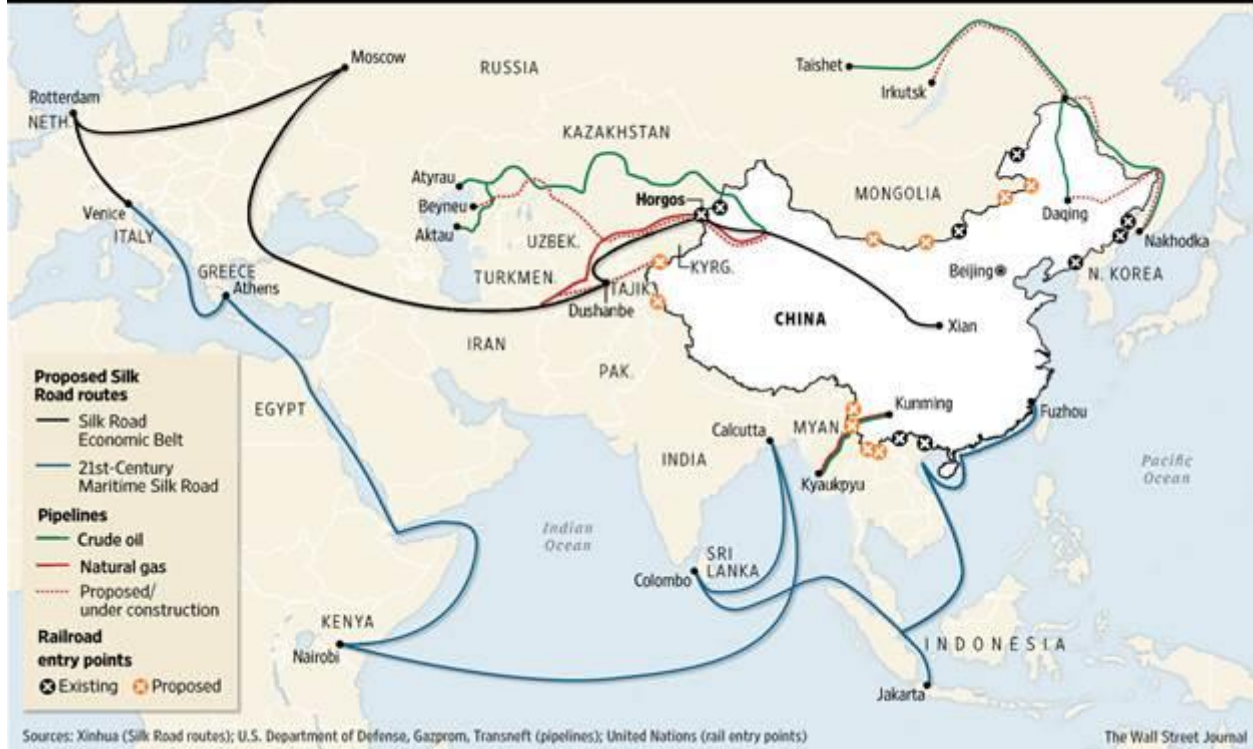 Moscow
RUSSIA
Taishet
Irkutsk
Rotterdam
NETH.
KAZAKHSTAN
Atyrau
Beyneu
Aktau
Horgos
MONGOLIA
Daqing
Nakhodka
Venice
ITALY
UZBEK.
TURKMEN.
KYRG.
TAJIK.
Dushanbe
Beijing
N. KOREA
GREECE
Athens
CHINA
Xian
IRAN
PAK.
EGYPT
Kunming
Fuzhou
Calcutta
MYAN.
INDIA
Kyaukpyu
Pacific
Ocean
Indian
Ocean
SRI
LANKA
Colombo
KENYA
Nairobi
INDONESIA
Jakarta
Proposed Silk
Road routes
Silk Road
Economic Belt
21st-Century
Maritime Silk Road
Pipelines
Crude oil
Natural gas
Proposed/
under construction
Railroad
entry points
Existing Proposed
Sources: Xinhua (Silk Road routes); U.S. Department of Defense, Gazprom, Transneft (pipelines); United Nations (rail entry points)
The Wall Street Journal